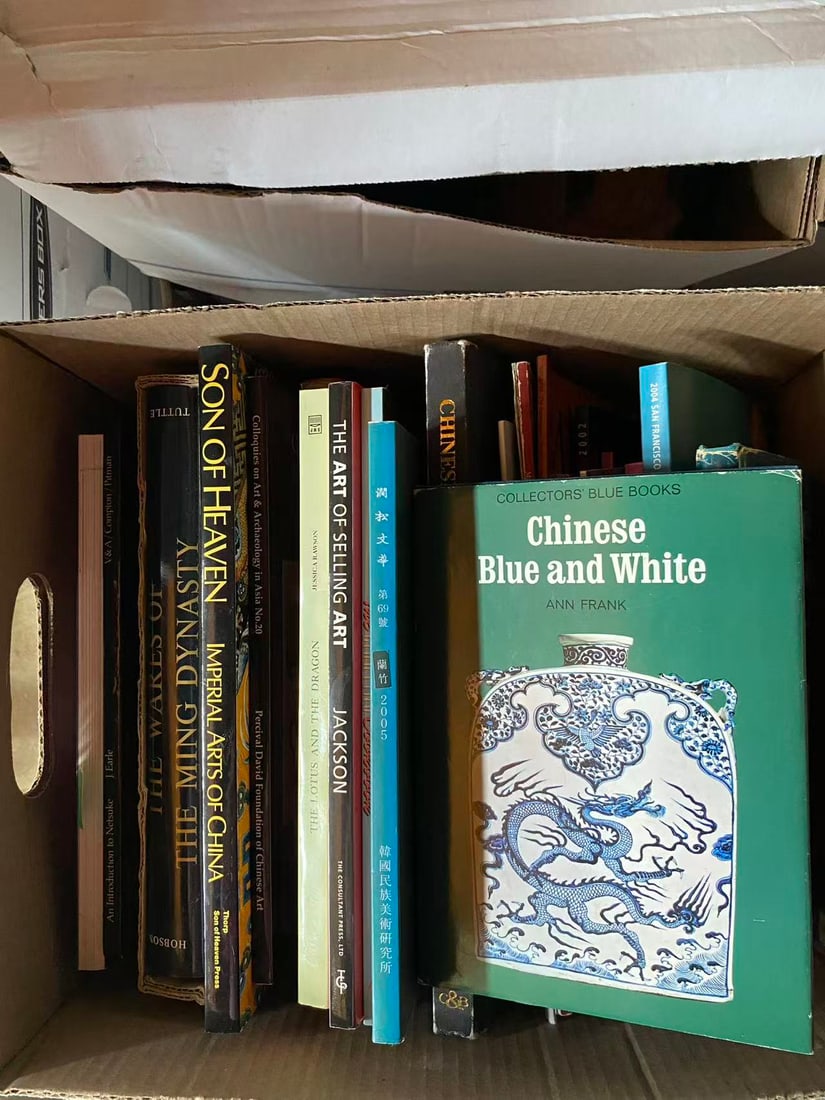 ERS BOX
V&A / Compton / Pitman
J Earle
An Introduction to Netsuke
TUTTLE
THE WARES OF
THE MING DYNASTY
HOBSON
SON OF HEAVEN IMPERIAL ARTS OF CHINA
Thorp
Son of Heaven Press
Colloquies on Art & Archaeology in Asia No.20
Percival David Foundation of Chinese Art
JESSICA RAWSON
THE LOTUS AND THE DRAGON
THE ART OF SELLING ART
JACKSON
THE CONSULTANT PRESS, LTD
澗松文華
第69號
蘭竹
2005
韓國民族美術研究所
CHINES
C&B
2002
2004 SAN FRANCISCO
COLLECTORS' BLUE BOOKS
Chinese
Blue and White
ANN FRANK